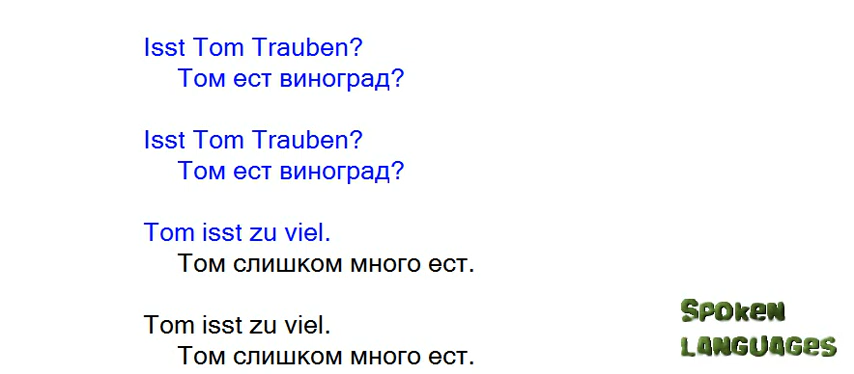 Isst Tom Trauben?
Том ест виноград?
Isst Tom Trauben?
Том ест виноград?
Tom isst zu viel.
Том слишком много ест.
Tom isst zu viel.
Том слишком много ест.
Spoken
Languages